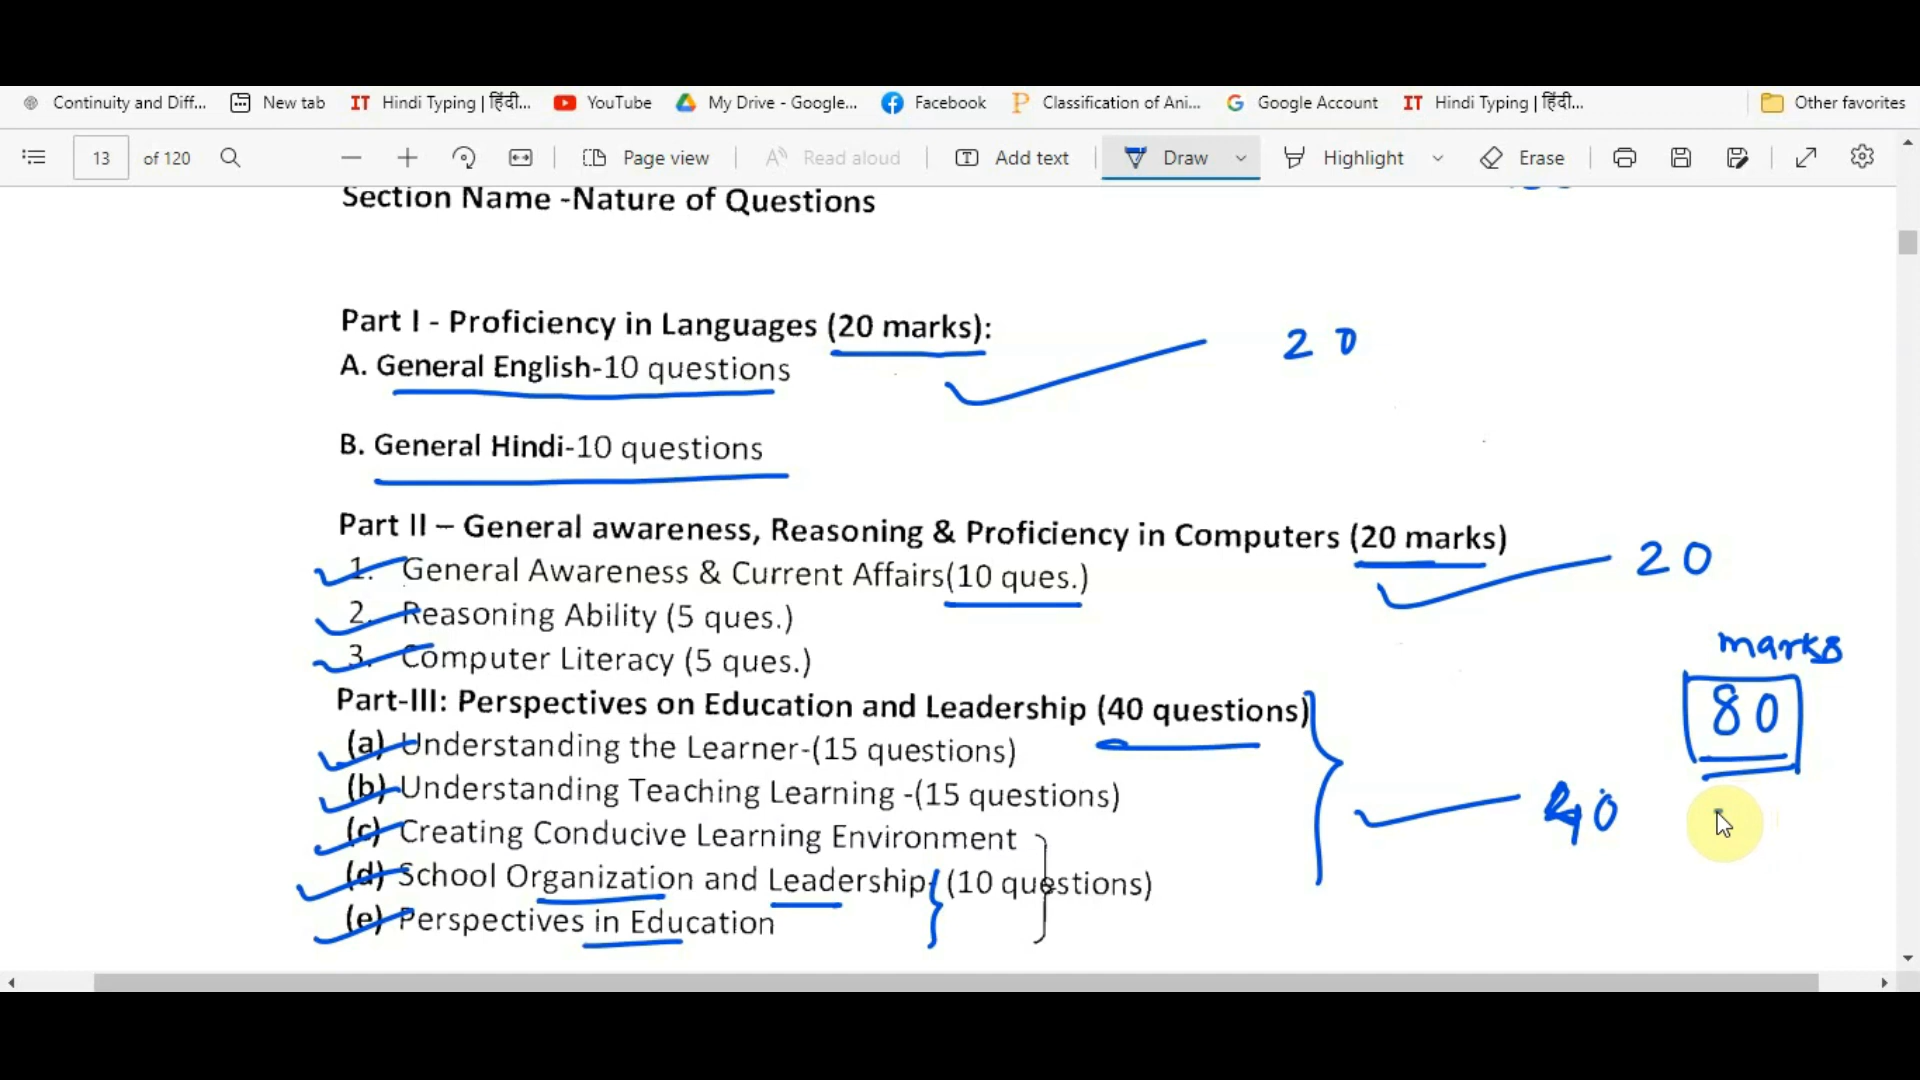 Continuity and Diff... New tab IT Hindi Typing | हिंदी... YouTube My Drive - Google... Facebook Classification of Ani... Google Account IT Hindi Typing | हिंदी... Other favorites
13 of 120 Page view Read aloud Add text Draw Highlight Erase
Section Name -Nature of Questions
Part I - Proficiency in Languages (20 marks):
20
A. General English-10 questions
B. General Hindi-10 questions
Part II – General awareness, Reasoning & Proficiency in Computers (20 marks)
20
1. General Awareness & Current Affairs(10 ques.)
2. Reasoning Ability (5 ques.)
3. Computer Literacy (5 ques.)
marks
80
Part-III: Perspectives on Education and Leadership (40 questions)
(a) Understanding the Learner-(15 questions)
(b) Understanding Teaching Learning -(15 questions)
40
(c) Creating Conducive Learning Environment
(d) School Organization and Leadership- (10 questions)
(e) Perspectives in Education